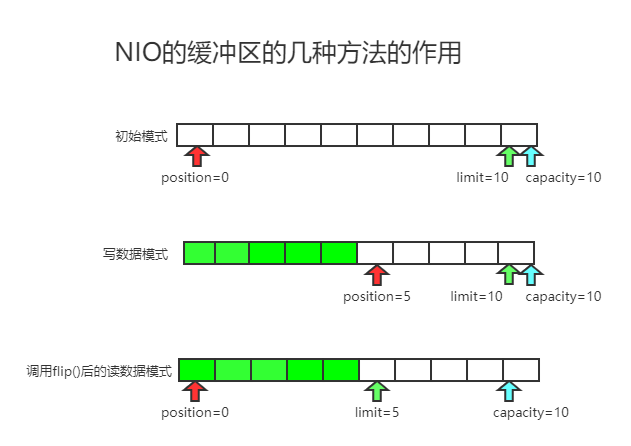 NIO的缓冲区的几种方法的作用
初始模式
position=0
limit=10
capacity=10
写数据模式
position=5
limit=10
capacity=10
调用flip()后的读数据模式
position=0
limit=5
capacity=10